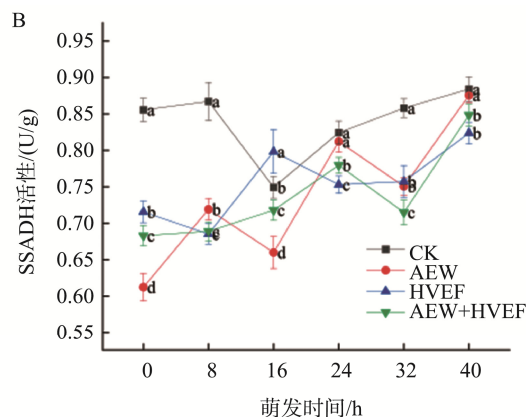 B
SSADH活性/(U/g)
0.95
0.90
0.85
0.80
0.75
0.70
0.65
0.60
0.55
a
b
c
d
a
b
a
b
c
d
a
a
b
c
a
b
b
c
a
a
b
b
CK
AEW
HVEF
AEW+HVEF
0
8
16
24
32
40
萌发时间/h